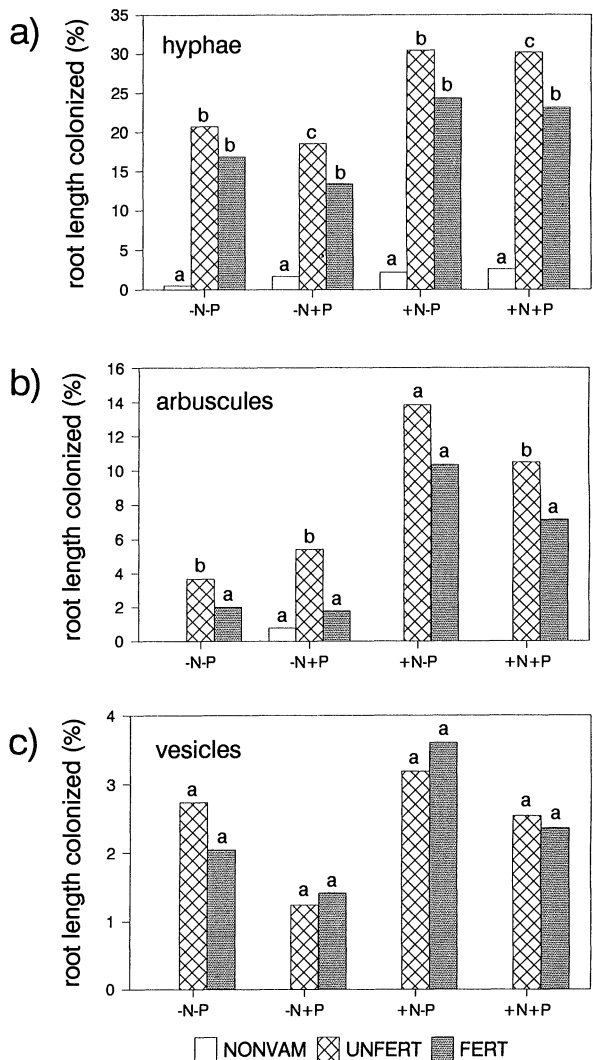 a)
hyphae
root length colonized (%)
35
30
25
20
15
10
5
0
a b b
a c b
a b b
a c b
-N-P -N+P +N-P +N+P
b)
arbuscules
root length colonized (%)
16
14
12
10
8
6
4
2
0
b a
a b a
a a
b a
-N-P -N+P +N-P +N+P
c)
vesicles
root length colonized (%)
4
3
2
1
0
a a
a a
a a
a a
-N-P -N+P +N-P +N+P
NONVAM UNFERT FERT